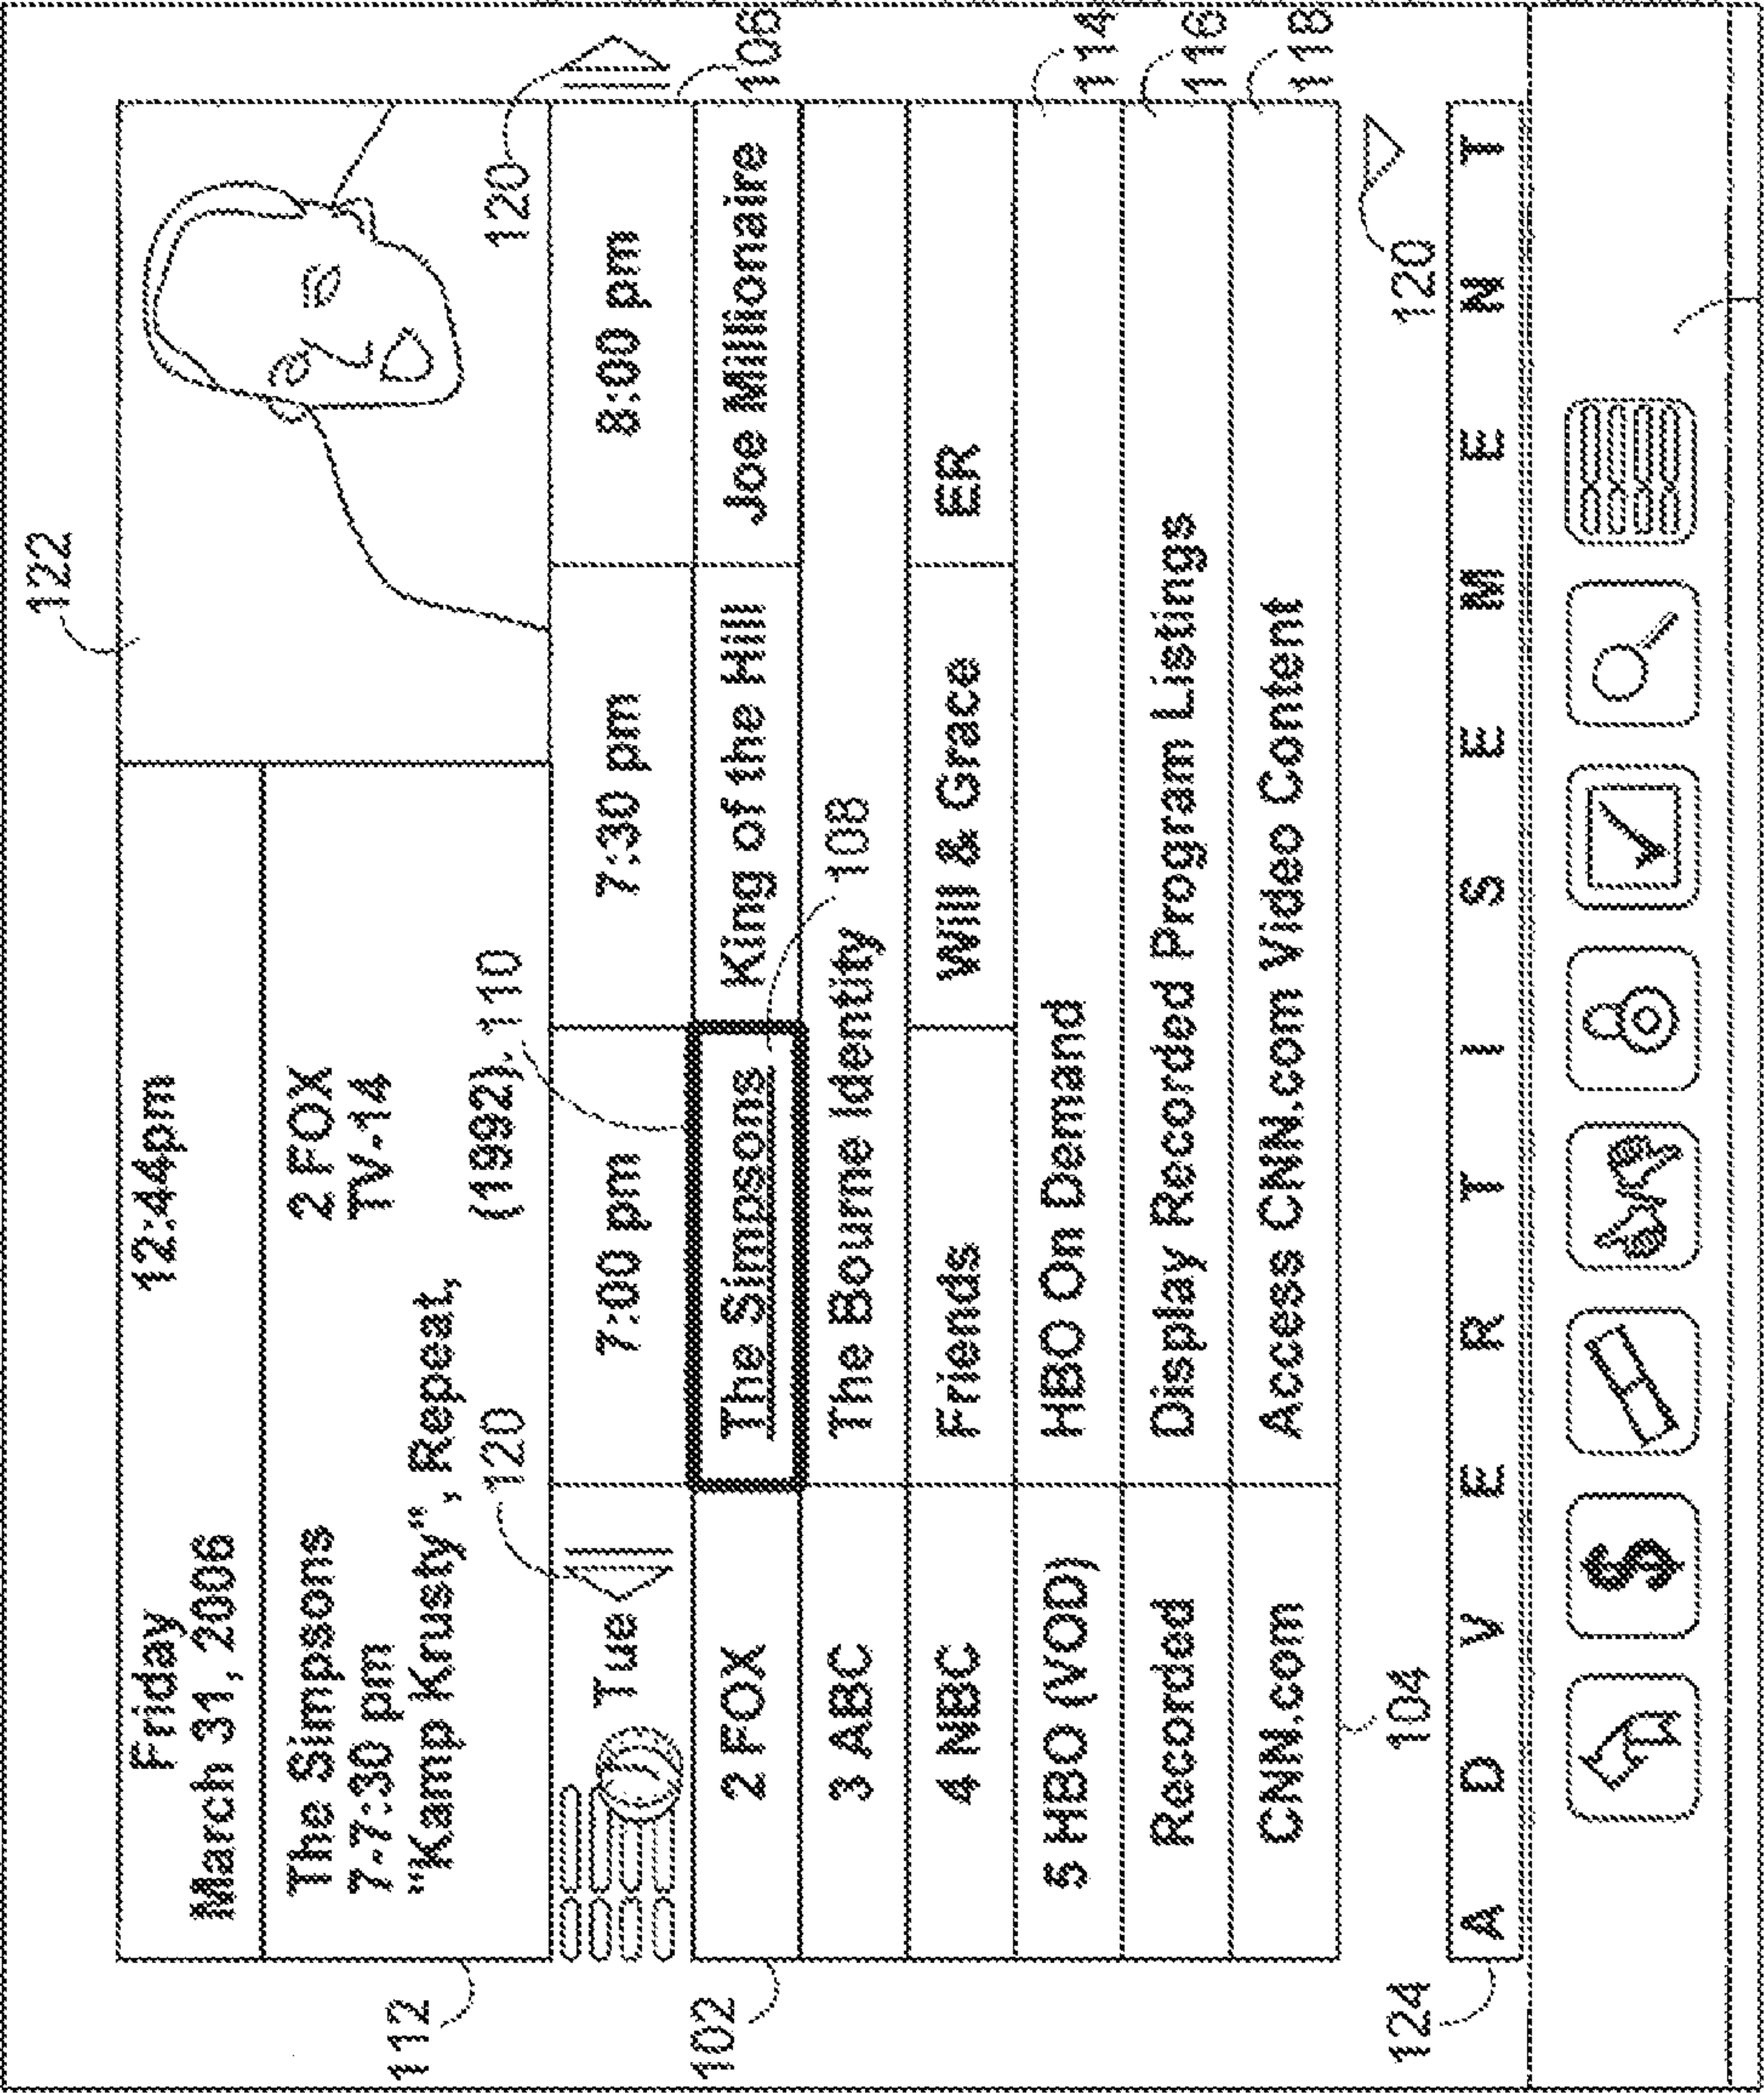 122
Friday 12:44pm
March 31, 2006
The Simpsons 2 FOX
7-7:30 pm TV-14
"Kamp Krusty", Repeat,
(1992).
112
120
110
120
Tue 7:00 pm 7:30 pm 8:00 pm
106
102
2 FOX The Simpsons King of the Hill Joe Millionaire
108
3 ABC The Bourne Identity
4 NBC Friends Will & Grace ER
5 HBO (VOD) HBO On Demand
114
Recorded Display Recorded Program Listings
116
CNN.com Access CNN.com Video Content
118
104
120
124
A D V E R T I S E M E N T
$